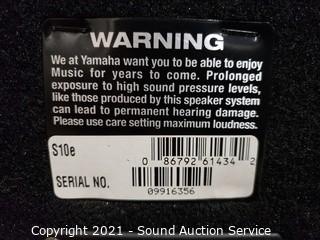 WARNING
We at Yamaha want you to be able to enjoy
Music for years to come. Prolonged
exposure to high sound pressure levels,
like those produced by this speaker system
can lead to permanent hearing damage.
Please use care setting maximum loudness.
S10e
0 86792 61434 2
SERIAL NO.
09916356
Copyright 2021 - Sound Auction Service